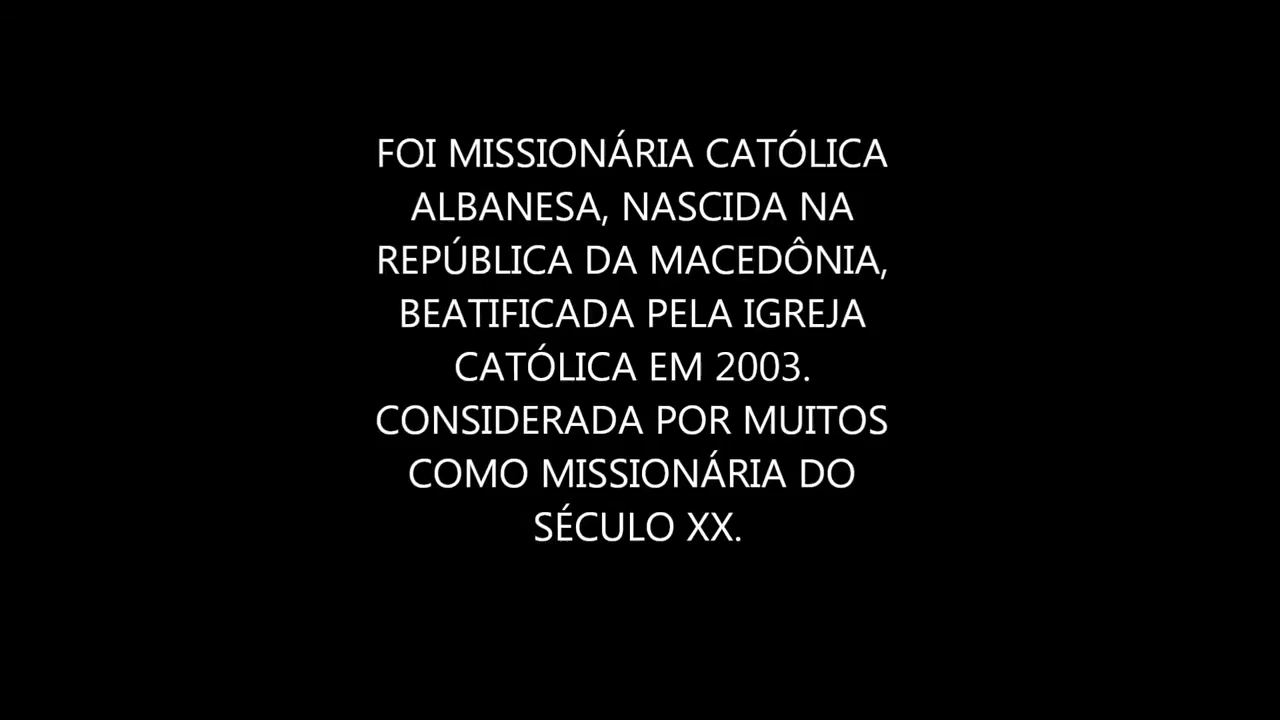 FOI MISSIONÁRIA CATÓLICA
ALBANESA, NASCIDA NA
REPÚBLICA DA MACEDÔNIA,
BEATIFICADA PELA IGREJA
CATÓLICA EM 2003.
CONSIDERADA POR MUITOS
COMO MISSIONÁRIA DO
SÉCULO XX.